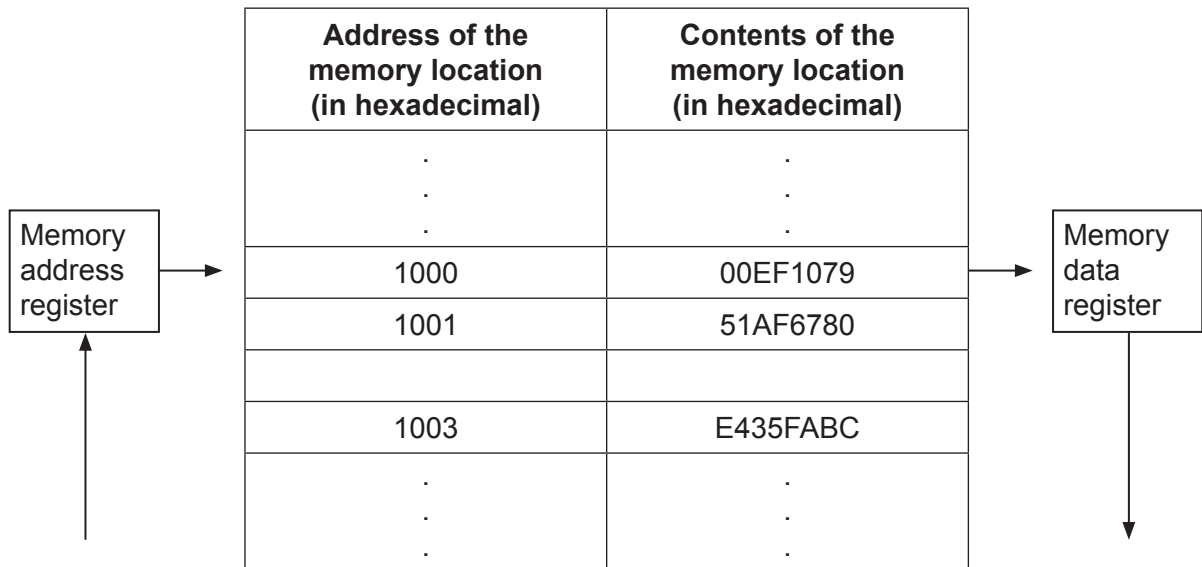 Address of the
memory location
(in hexadecimal)
Contents of the
memory location
(in hexadecimal)
.
.
.
.
.
.
Memory
address
register
1000
00EF1079
Memory
data
register
1001
51AF6780
1003
E435FABC
.
.
.
.
.
.